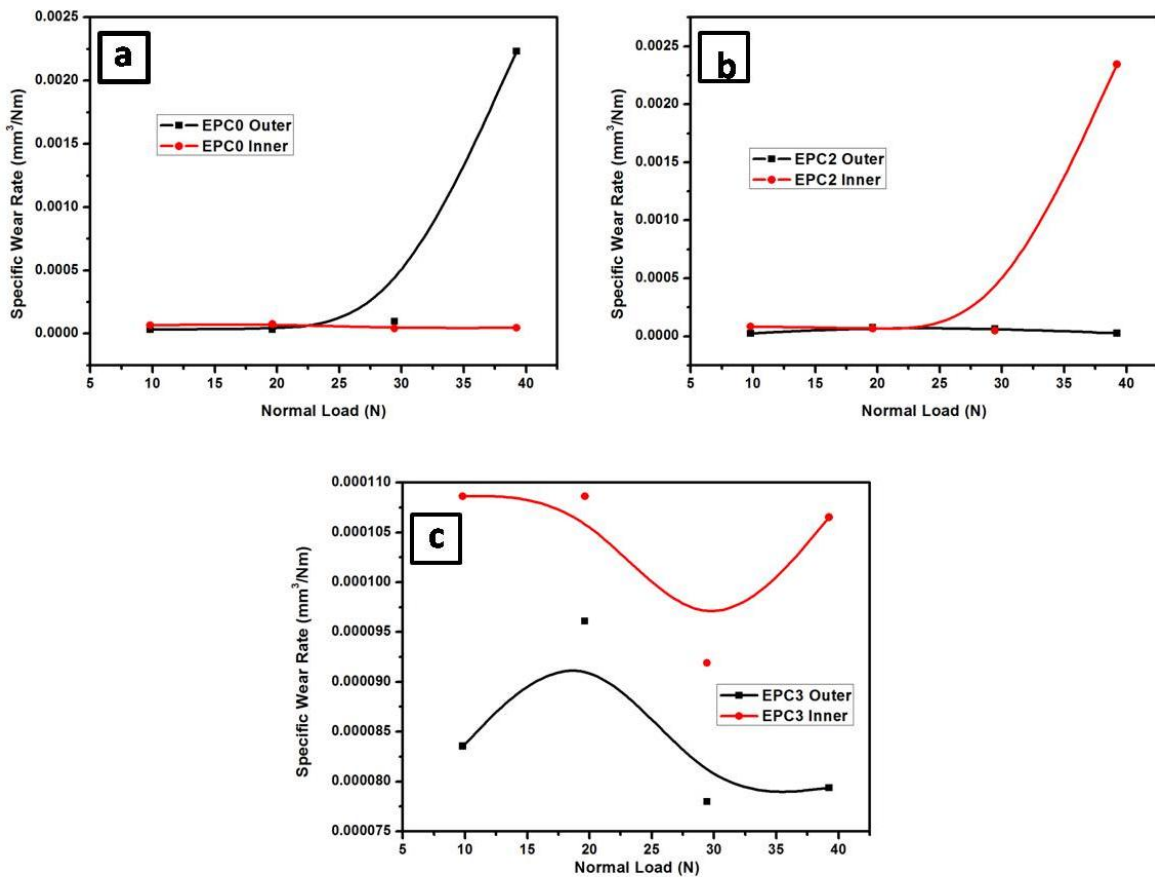 a
0.0025
0.0020
0.0015
0.0010
0.0005
0.0000
Specific Wear Rate (mm³/Nm)
EPC0 Outer
EPC0 Inner
5 10 15 20 25 30 35 40
Normal Load (N)
b
0.0025
0.0020
0.0015
0.0010
0.0005
0.0000
Specific Wear Rate (mm³/Nm)
EPC2 Outer
EPC2 Inner
5 10 15 20 25 30 35 40
Normal Load (N)
c
0.000110
0.000105
0.000100
0.000095
0.000090
0.000085
0.000080
0.000075
Specific Wear Rate (mm³/Nm)
EPC3 Outer
EPC3 Inner
5 10 15 20 25 30 35 40
Normal Load (N)